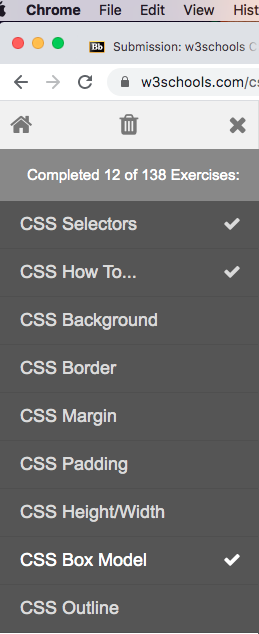 Chrome File Edit View Hist
Bb Submission: w3schools C
w3schools.com/cs
Completed 12 of 138 Exercises:
CSS Selectors
CSS How To...
CSS Background
CSS Border
CSS Margin
CSS Padding
CSS Height/Width
CSS Box Model
CSS Outline